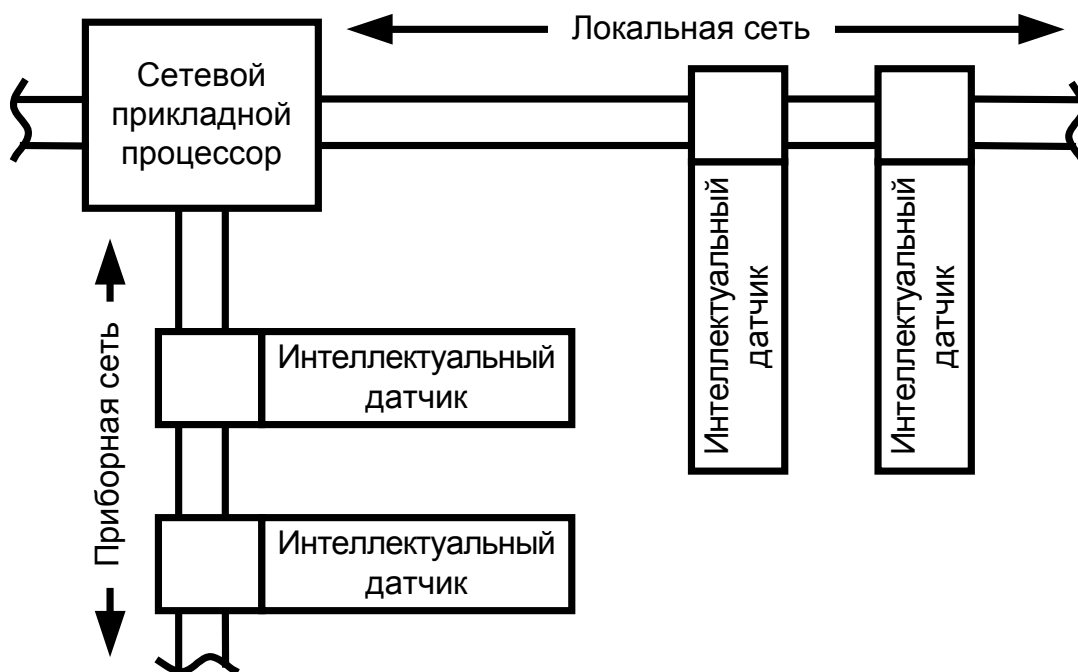 Локальная сеть
Сетевой
прикладной
процессор
Интеллектуальный
датчик
Интеллектуальный
датчик
Приборная сеть
Интеллектуальный
датчик
Интеллектуальный
датчик